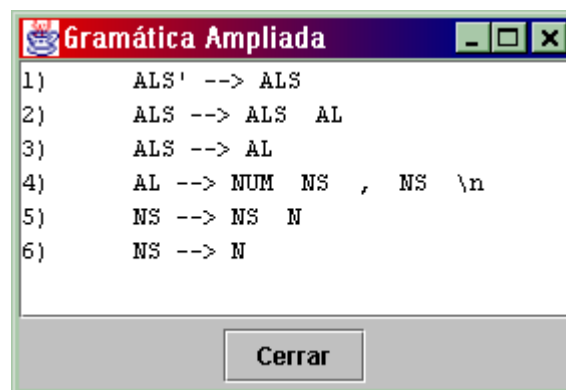 Gramática Ampliada
1) ALS' --> ALS
2) ALS --> ALS AL
3) ALS --> AL
4) AL --> NUM NS , NS \n
5) NS --> NS N
6) NS --> N
Cerrar